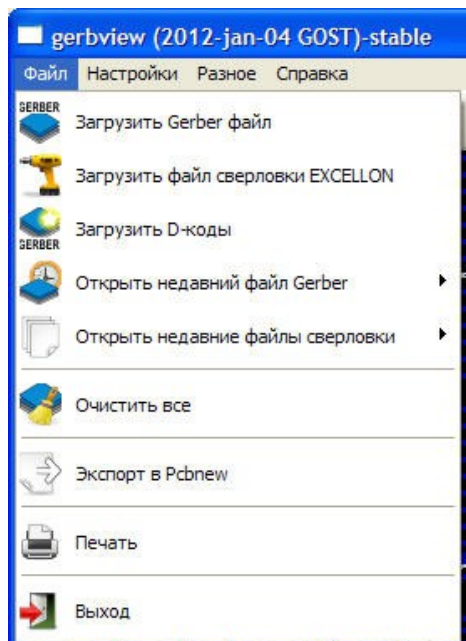 gerbview (2012-jan-04 GOST)-stable
Файл Настройки Разное Справка
GERBER
Загрузить Gerber файл
Загрузить файл сверловки EXCELLON
Загрузить D-коды
GERBER
Открыть недавний файл Gerber
Открыть недавние файлы сверловки
Очистить все
Экспорт в Pcbnew
Печать
Выход